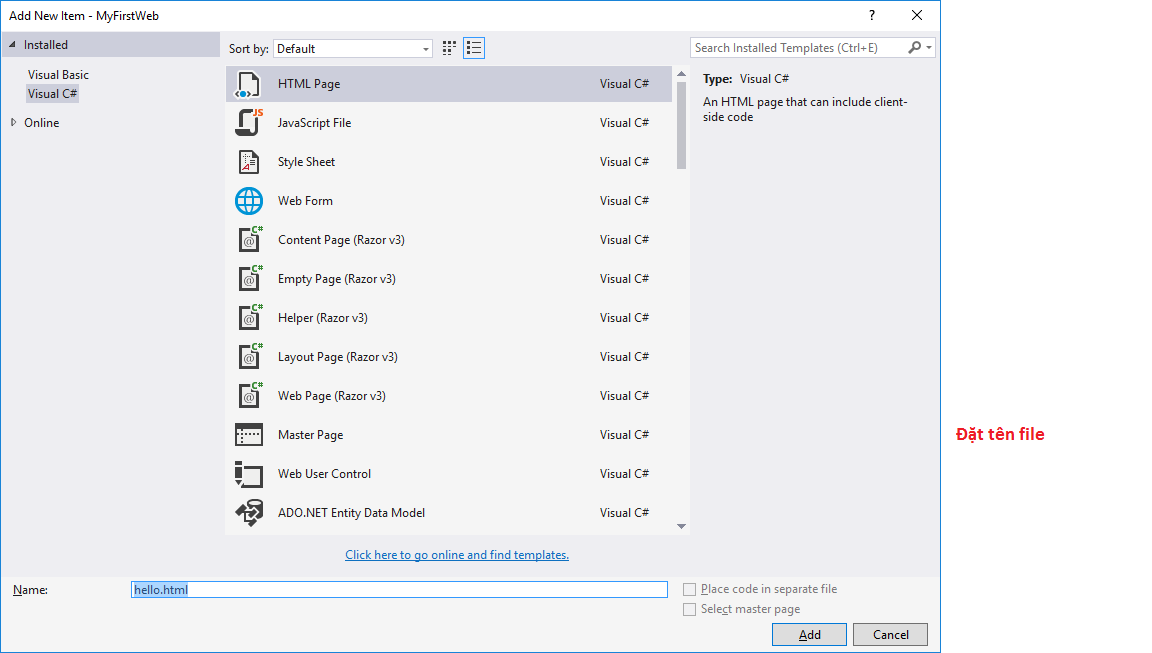 Add New Item - MyFirstWeb
?
Installed
Visual Basic
Visual C#
Online
Sort by: Default
Search Installed Templates (Ctrl+E)
HTML Page Visual C#
JavaScript File Visual C#
Style Sheet Visual C#
Web Form Visual C#
Content Page (Razor v3) Visual C#
Empty Page (Razor v3) Visual C#
Helper (Razor v3) Visual C#
Layout Page (Razor v3) Visual C#
Web Page (Razor v3) Visual C#
Master Page Visual C#
Web User Control Visual C#
ADO.NET Entity Data Model Visual C#
Click here to go online and find templates.
Type: Visual C#
An HTML page that can include client-
side code
Đặt tên file
Name: hello.html
Place code in separate file
Select master page
Add Cancel